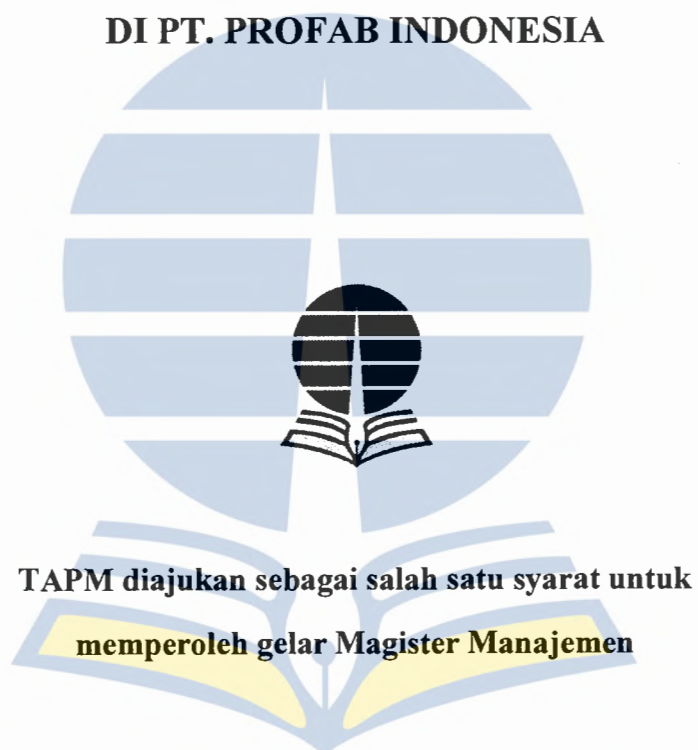 DI PT. PROFAB INDONESIA
TAPM diajukan sebagai salah satu syarat untuk
memperoleh gelar Magister Manajemen